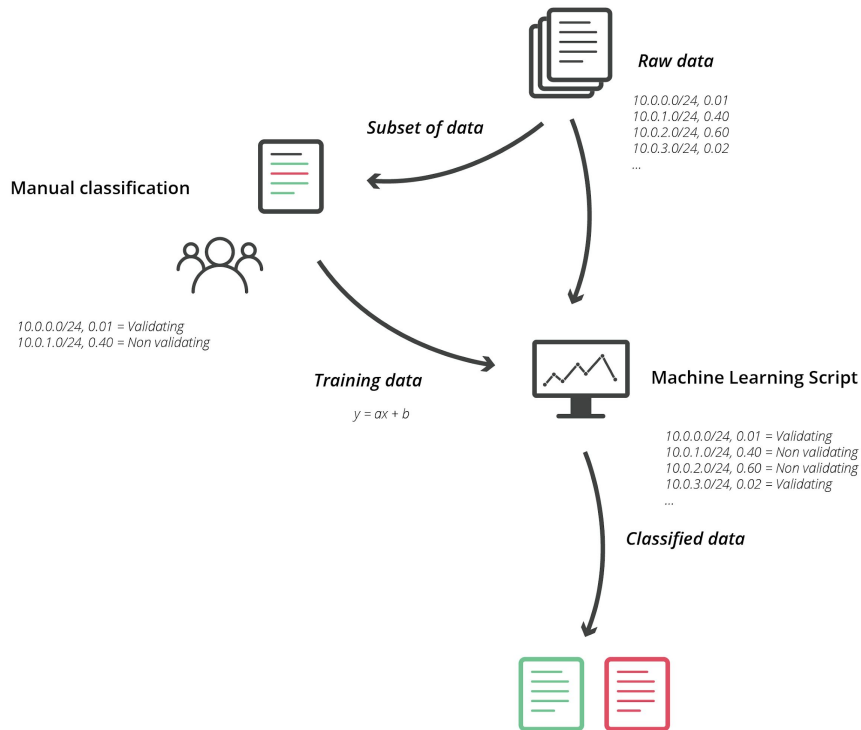 Raw data
10.0.0.0/24, 0.01
10.0.1.0/24, 0.40
10.0.2.0/24, 0.60
10.0.3.0/24, 0.02
...
Subset of data
Manual classification
10.0.0.0/24, 0.01 = Validating
10.0.1.0/24, 0.40 = Non validating
Training data
y = ax + b
Machine Learning Script
10.0.0.0/24, 0.01 = Validating
10.0.1.0/24, 0.40 = Non validating
10.0.2.0/24, 0.60 = Non validating
10.0.3.0/24, 0.02 = Validating
...
Classified data